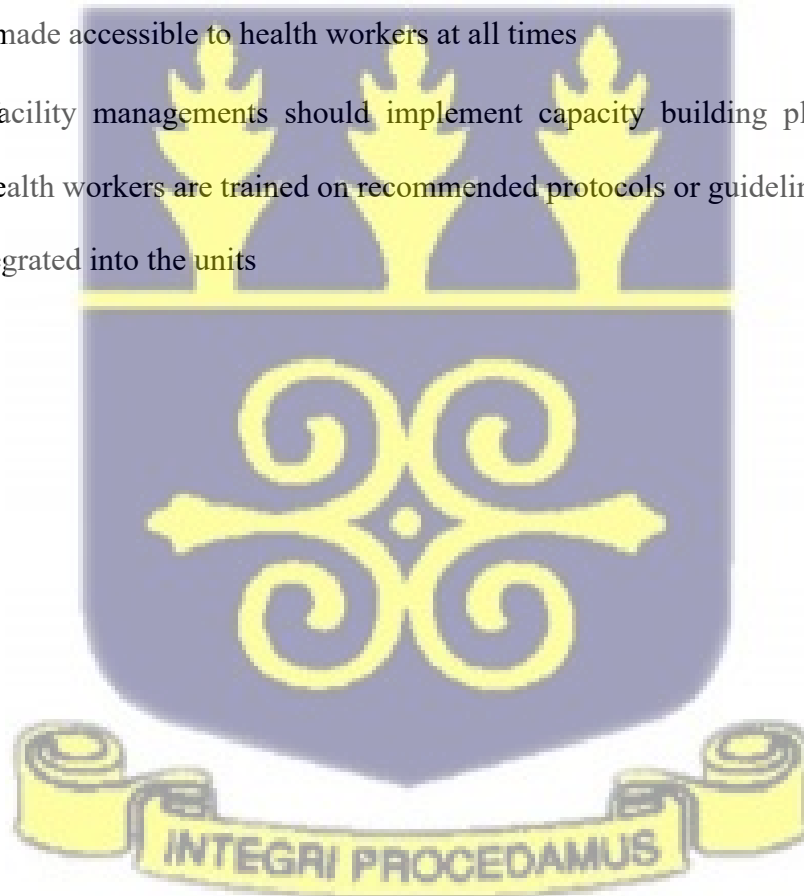 made accessible to health workers at all times
acility managements should implement capacity building pl
ealth workers are trained on recommended protocols or guidelin
egrated into the units
INTEGRI PROCEDAMUS